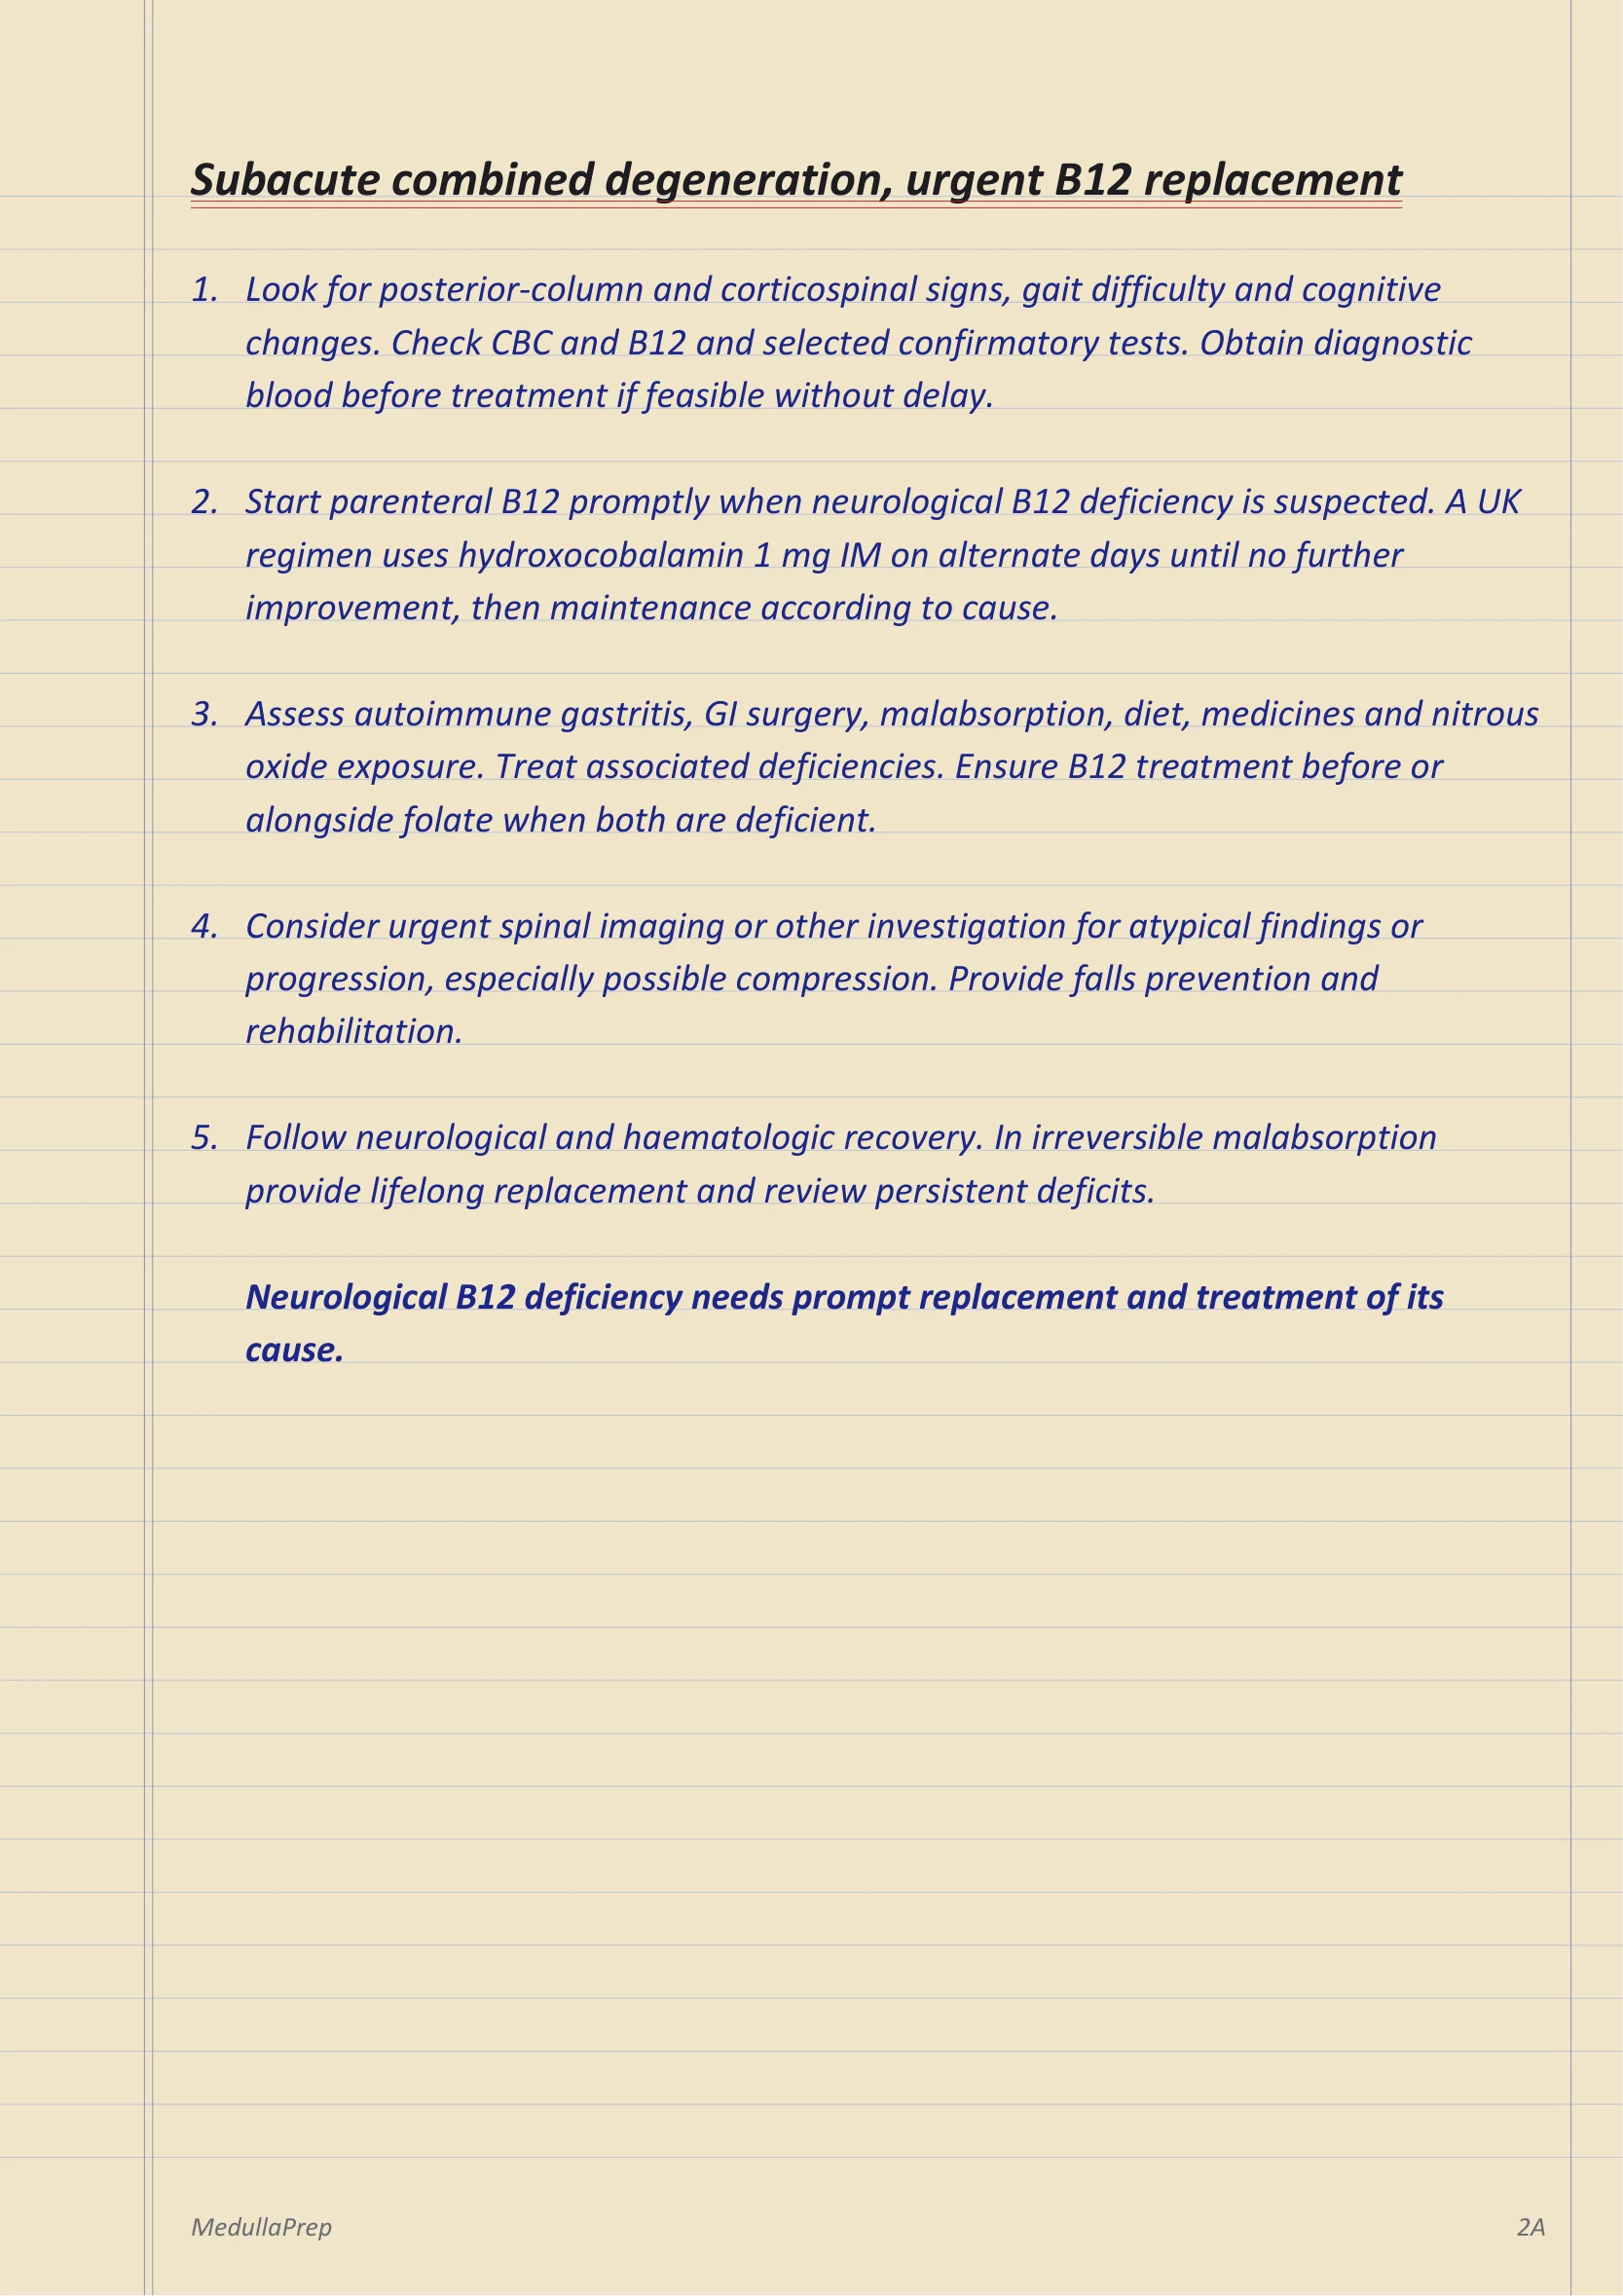 Subacute combined degeneration, urgent B12 replacement
1. Look for posterior-column and corticospinal signs, gait difficulty and cognitive
changes. Check CBC and B12 and selected confirmatory tests. Obtain diagnostic
blood before treatment if feasible without delay.
2. Start parenteral B12 promptly when neurological B12 deficiency is suspected. A UK
regimen uses hydroxocobalamin 1 mg IM on alternate days until no further
improvement, then maintenance according to cause.
3. Assess autoimmune gastritis, GI surgery, malabsorption, diet, medicines and nitrous
oxide exposure. Treat associated deficiencies. Ensure B12 treatment before or
alongside folate when both are deficient.
4. Consider urgent spinal imaging or other investigation for atypical findings or
progression, especially possible compression. Provide falls prevention and
rehabilitation.
5. Follow neurological and haematologic recovery. In irreversible malabsorption
provide lifelong replacement and review persistent deficits.
Neurological B12 deficiency needs prompt replacement and treatment of its
cause.
MedullaPrep
2A